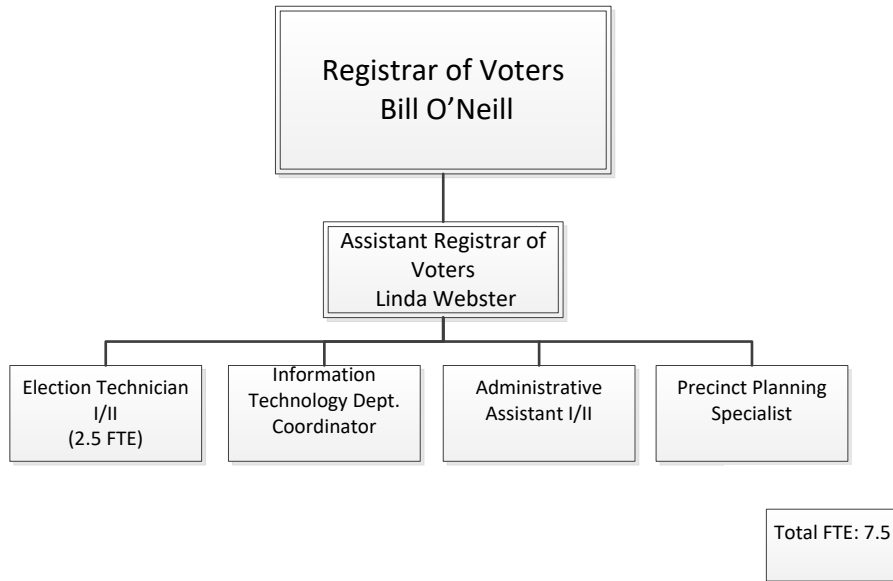 Registrar of Voters
Bill O’Neill
Assistant Registrar of
Voters
Linda Webster
Election Technician
I/II
(2.5 FTE)
Information
Technology Dept.
Coordinator
Administrative
Assistant I/II
Precinct Planning
Specialist
Total FTE: 7.5